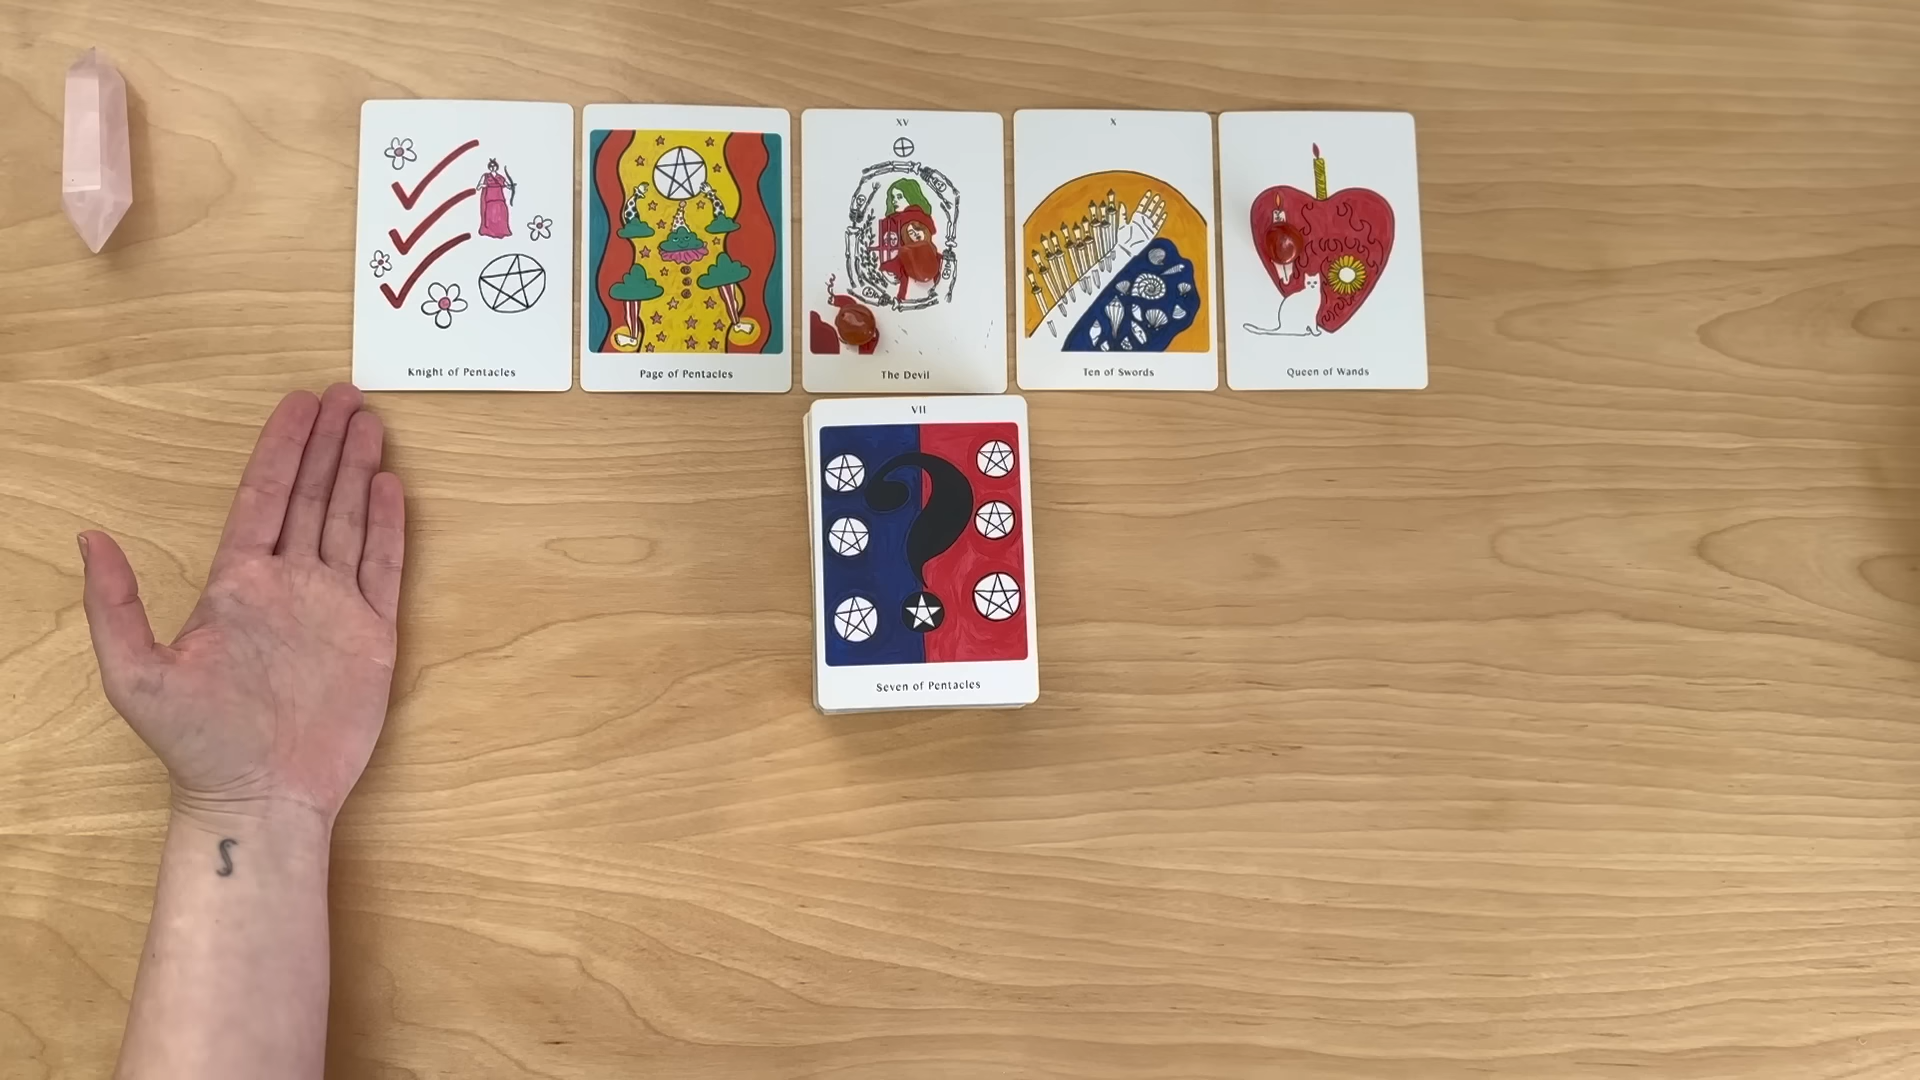 Knight of Pentacles
Page of Pentacles
XV
The Devil
X
Ten of Swords
Queen of Wands
VII
?
Seven of Pentacles